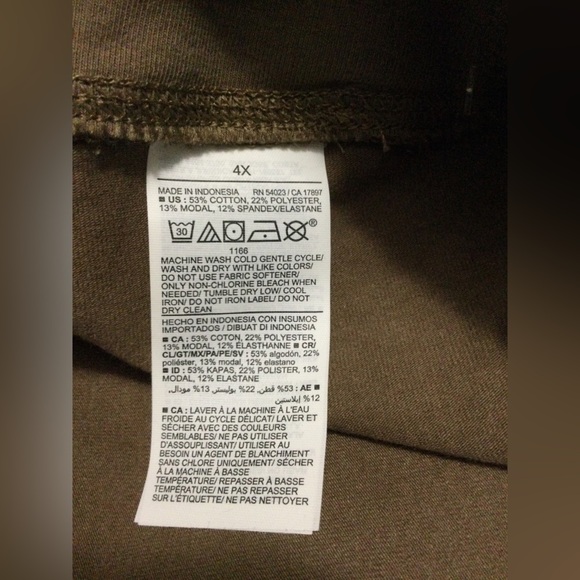 4X
MADE IN INDONESIA RN 54023 / CA 17897
■ US : 53% COTTON, 22% POLYESTER,
13% MODAL, 12% SPANDEX/ELASTANE
30
1166
MACHINE WASH COLD GENTLE CYCLE/
WASH AND DRY WITH LIKE COLORS/
DO NOT USE FABRIC SOFTENER/
ONLY NON-CHLORINE BLEACH WHEN
NEEDED/ TUMBLE DRY LOW/ COOL
IRON/ DO NOT IRON LABEL/ DO NOT
DRY CLEAN
HECHO EN INDONESIA CON INSUMOS
IMPORTADOS / DIBUAT DI INDONESIA
■ CA : 53% COTON, 22% POLYESTER,
13% MODAL, 12% ÉLASTHANNE ■ CR/
CL/GT/MX/PA/PE/SV : 53% algodón, 22%
poliéster, 13% modal, 12% elastano
■ ID : 53% KAPAS, 22% POLISTER, 13%
MODAL, 12% ELASTANE
■ AE : 53% قطن, 22% بوليستر, 13% مودال,
12% إيلاستين
■ CA : LAVER À LA MACHINE À L'EAU
FROIDE AU CYCLE DÉLICAT/ LAVER ET
SÉCHER AVEC DES COULEURS
SEMBLABLES/ NE PAS UTILISER
D'ASSOUPLISSANT/ UTILISER AU
BESOIN UN AGENT DE BLANCHIMENT
SANS CHLORE UNIQUEMENT/ SÉCHER
À LA MACHINE À BASSE
TEMPÉRATURE/ REPASSER À BASSE
TEMPÉRATURE/ NE PAS REPASSER
SUR L'ÉTIQUETTE/ NE PAS NETTOYER